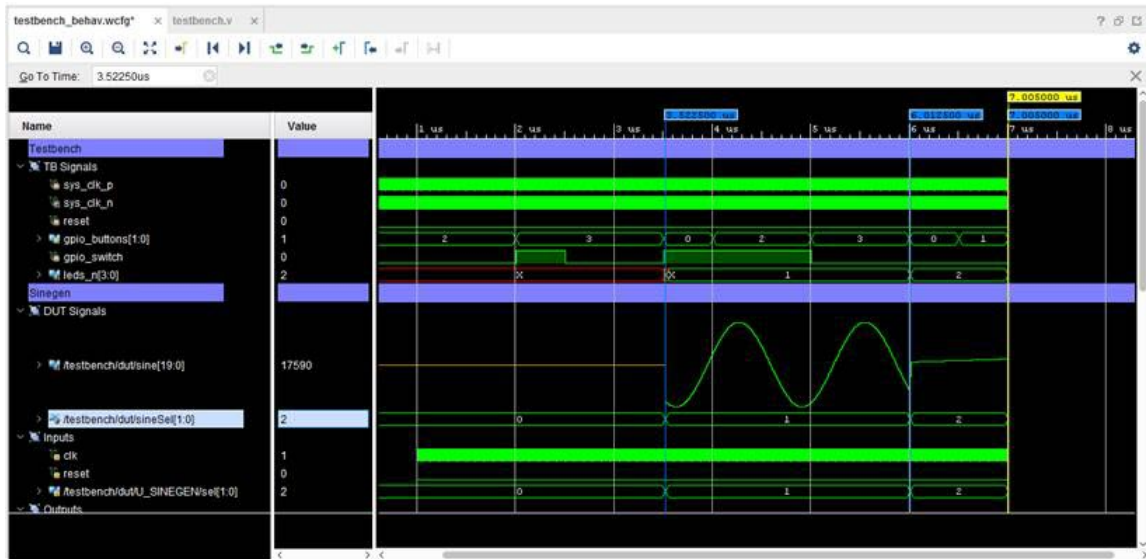 testbench_behav.wcfg* × testbench.v ×
Go To Time: 3.52250us
7.005000 us
3.522500 us 6.012500 us 7.005000 us
Name Value 1 us 2 us 3 us 4 us 5 us 6 us 7 us 8 us
Testbench
TB Signals
sys_clk_p 0
sys_clk_n 0
reset 0
gpio_buttons[1:0] 1 2 3 0 2 3 0 1
gpio_switch 0
leds_n[3:0] 2 X XX 1 2
Sinegen
DUT Signals
/testbench/dut/sine[19:0] 17590
/testbench/dut/sineSel[1:0] 2 0 1 2
Inputs
clk 1
reset 0
/testbench/dut/U_SINEGEN/sel[1:0] 2 0 1 2
Outputs